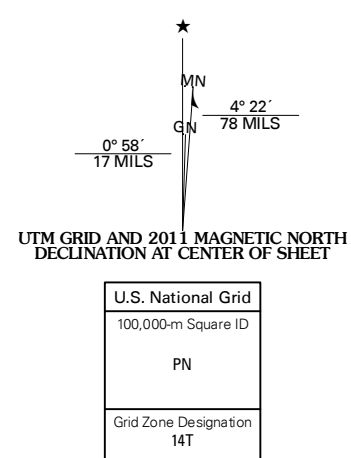 ★
MN
4° 22´
78 MILS
GN
0° 58´
17 MILS
UTM GRID AND 2011 MAGNETIC NORTH
DECLINATION AT CENTER OF SHEET
U.S. National Grid
100,000-m Square ID
PN
Grid Zone Designation
14T